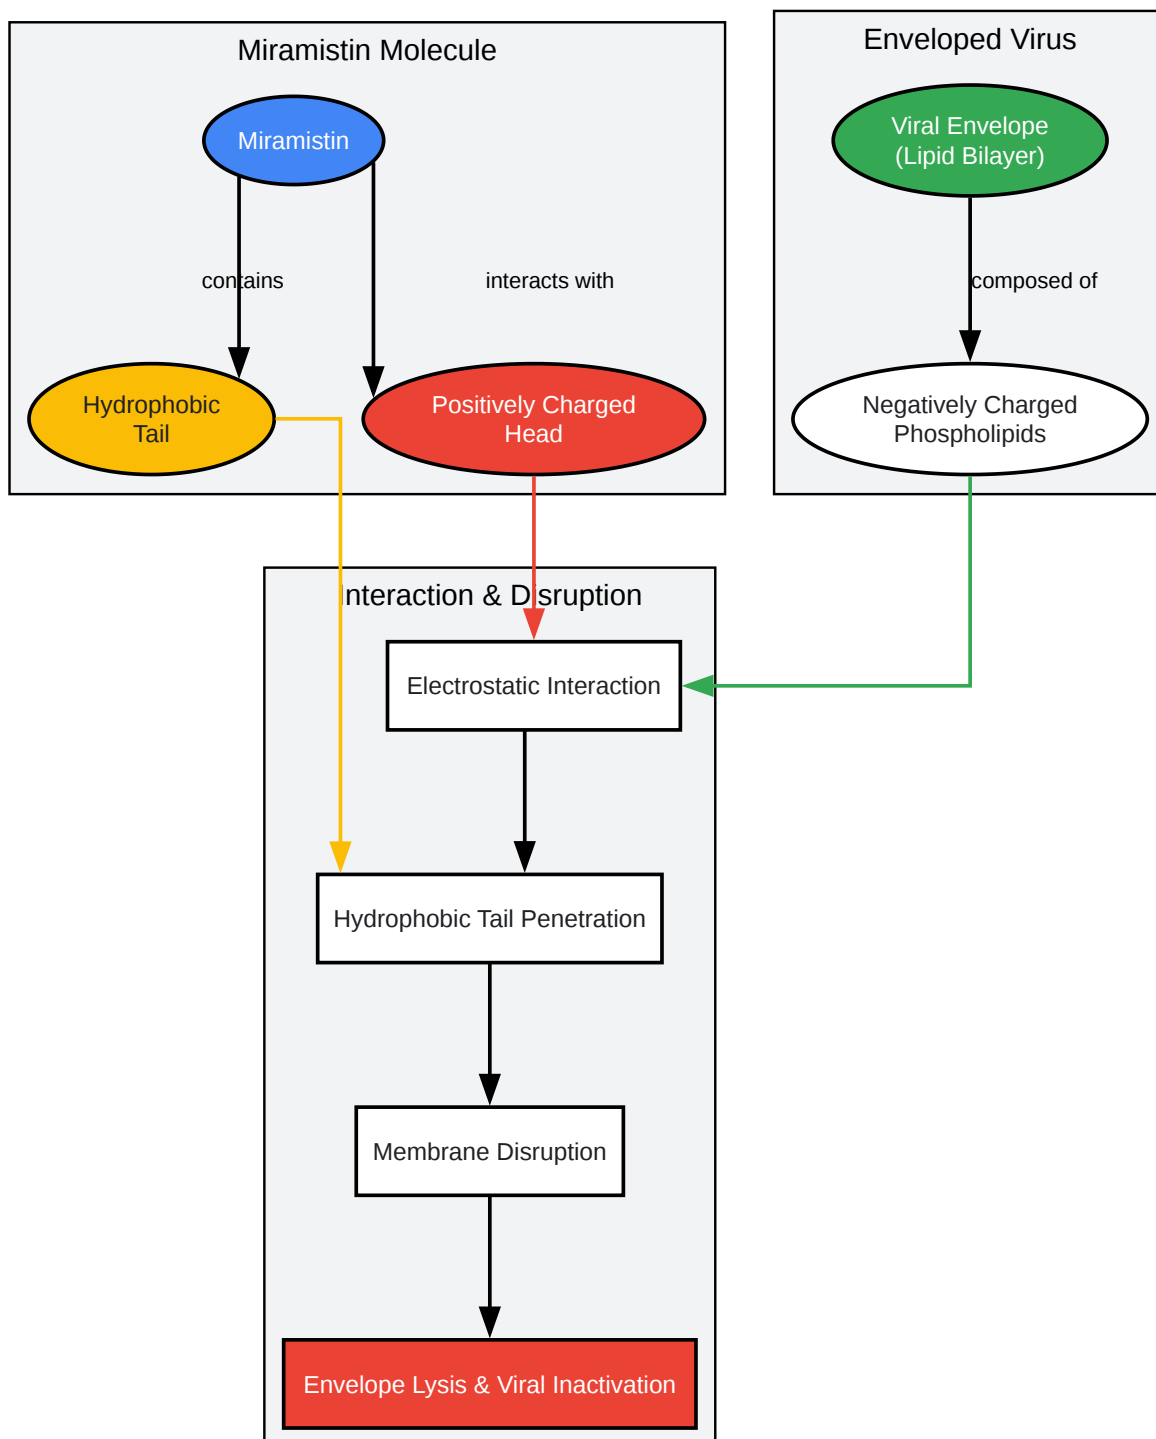 Miramistin Molecule
Enveloped Virus
Miramistin
Viral Envelope
(Lipid Bilayer)
contains
interacts with
composed of
Hydrophobic
Tail
Positively Charged
Head
Negatively Charged
Phospholipids
Interaction & Disruption
Electrostatic Interaction
Hydrophobic Tail Penetration
Membrane Disruption
Envelope Lysis & Viral Inactivation